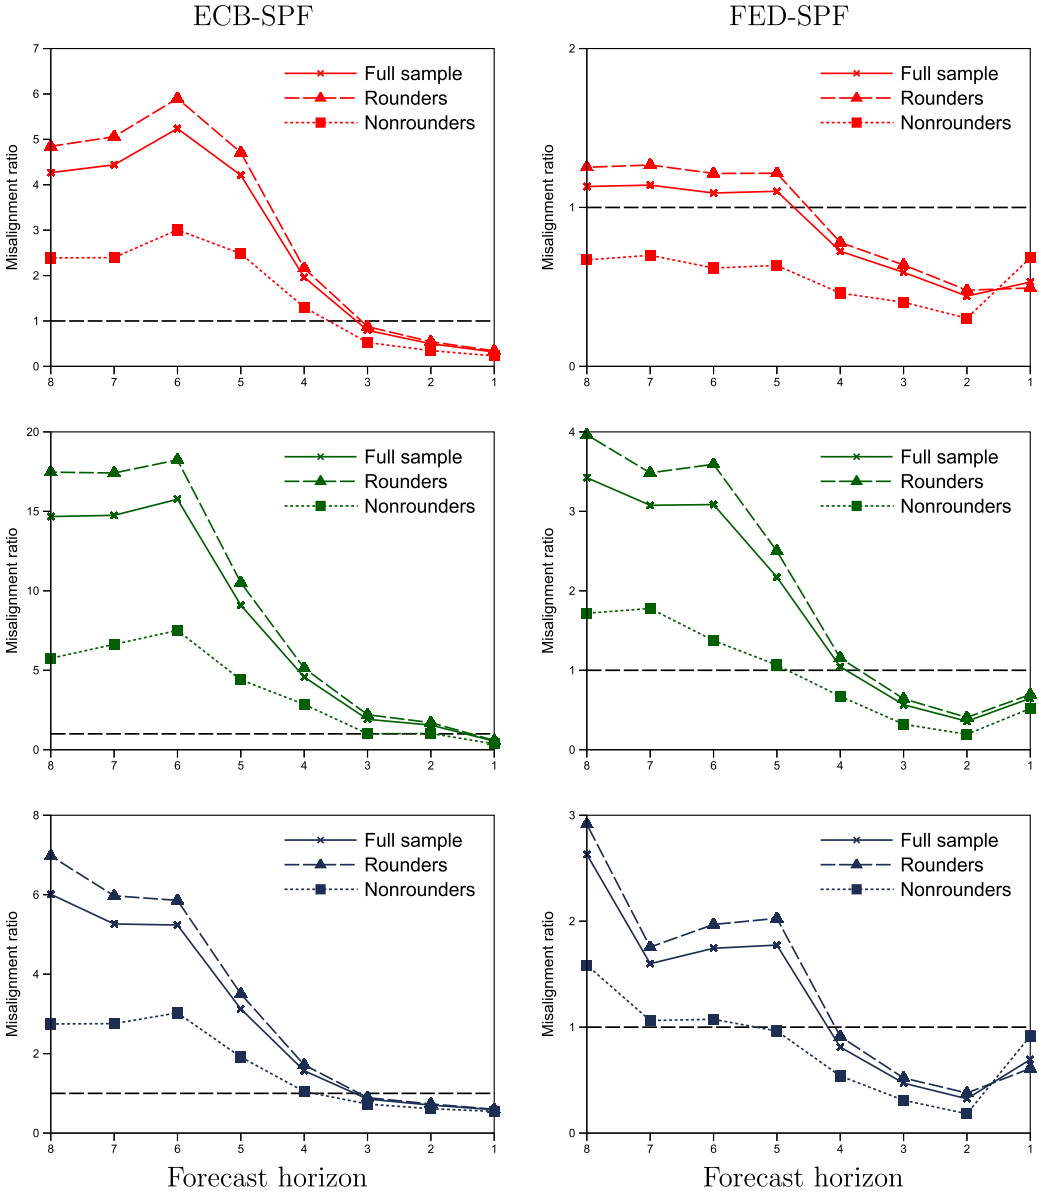 ECB-SPF
FED-SPF
Misalignment ratio
7
6
5
4
3
2
1
0
Full sample
Rounders
Nonrounders
8 7 6 5 4 3 2 1
Misalignment ratio
2
1
0
Full sample
Rounders
Nonrounders
8 7 6 5 4 3 2 1
Misalignment ratio
20
15
10
5
0
Full sample
Rounders
Nonrounders
8 7 6 5 4 3 2 1
Misalignment ratio
4
3
2
1
0
Full sample
Rounders
Nonrounders
8 7 6 5 4 3 2 1
Misalignment ratio
8
6
4
2
0
Full sample
Rounders
Nonrounders
8 7 6 5 4 3 2 1
Forecast horizon
Misalignment ratio
3
2
1
0
Full sample
Rounders
Nonrounders
8 7 6 5 4 3 2 1
Forecast horizon